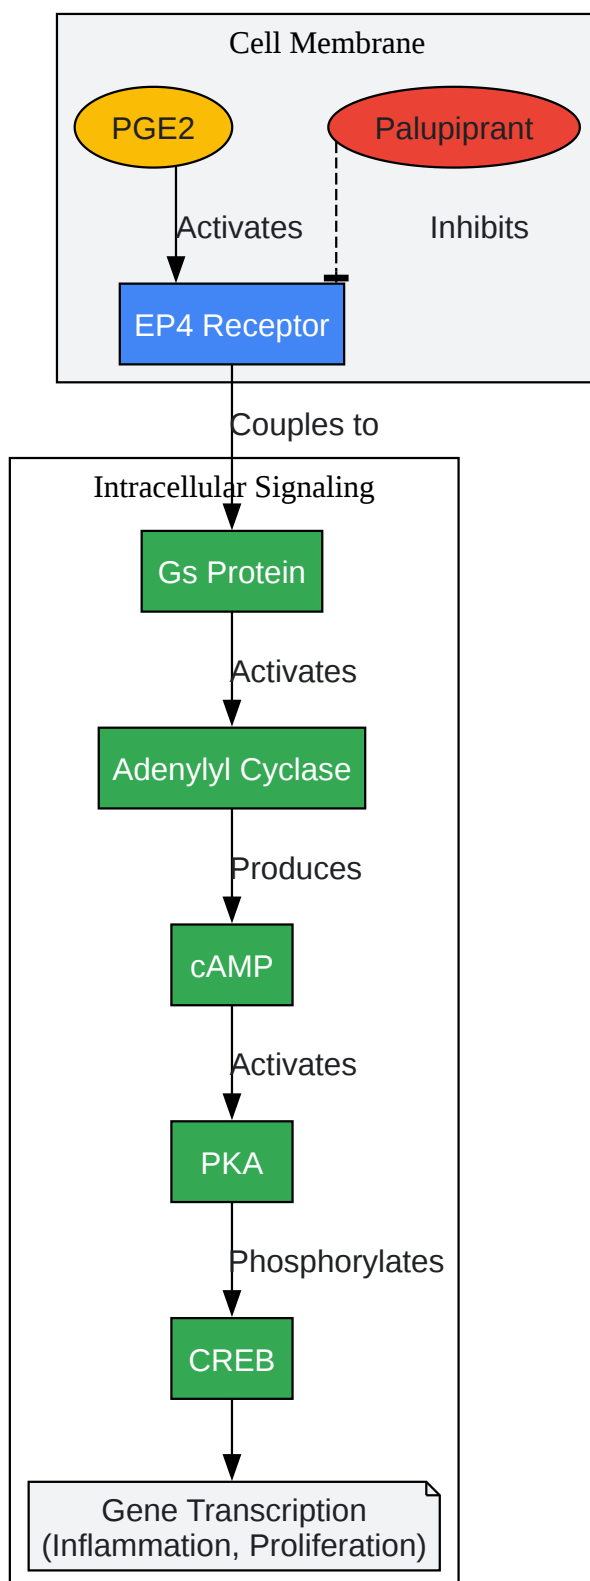 Cell Membrane
PGE2
Palupiprant
Activates
Inhibits
EP4 Receptor
Couples to
Intracellular Signaling
Gs Protein
Activates
Adenylyl Cyclase
Produces
cAMP
Activates
PKA
Phosphorylates
CREB
Gene Transcription
(Inflammation, Proliferation)